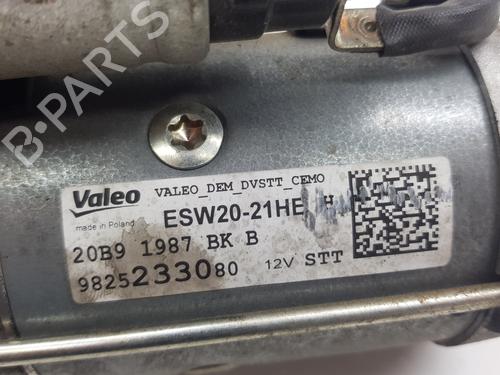 B-PARTS
Valeo
VALEO_DEM_DVSTT_CEMO
made in Poland
ESW20-21HE H
20B9 1987 BK B
9825233080 12V STT